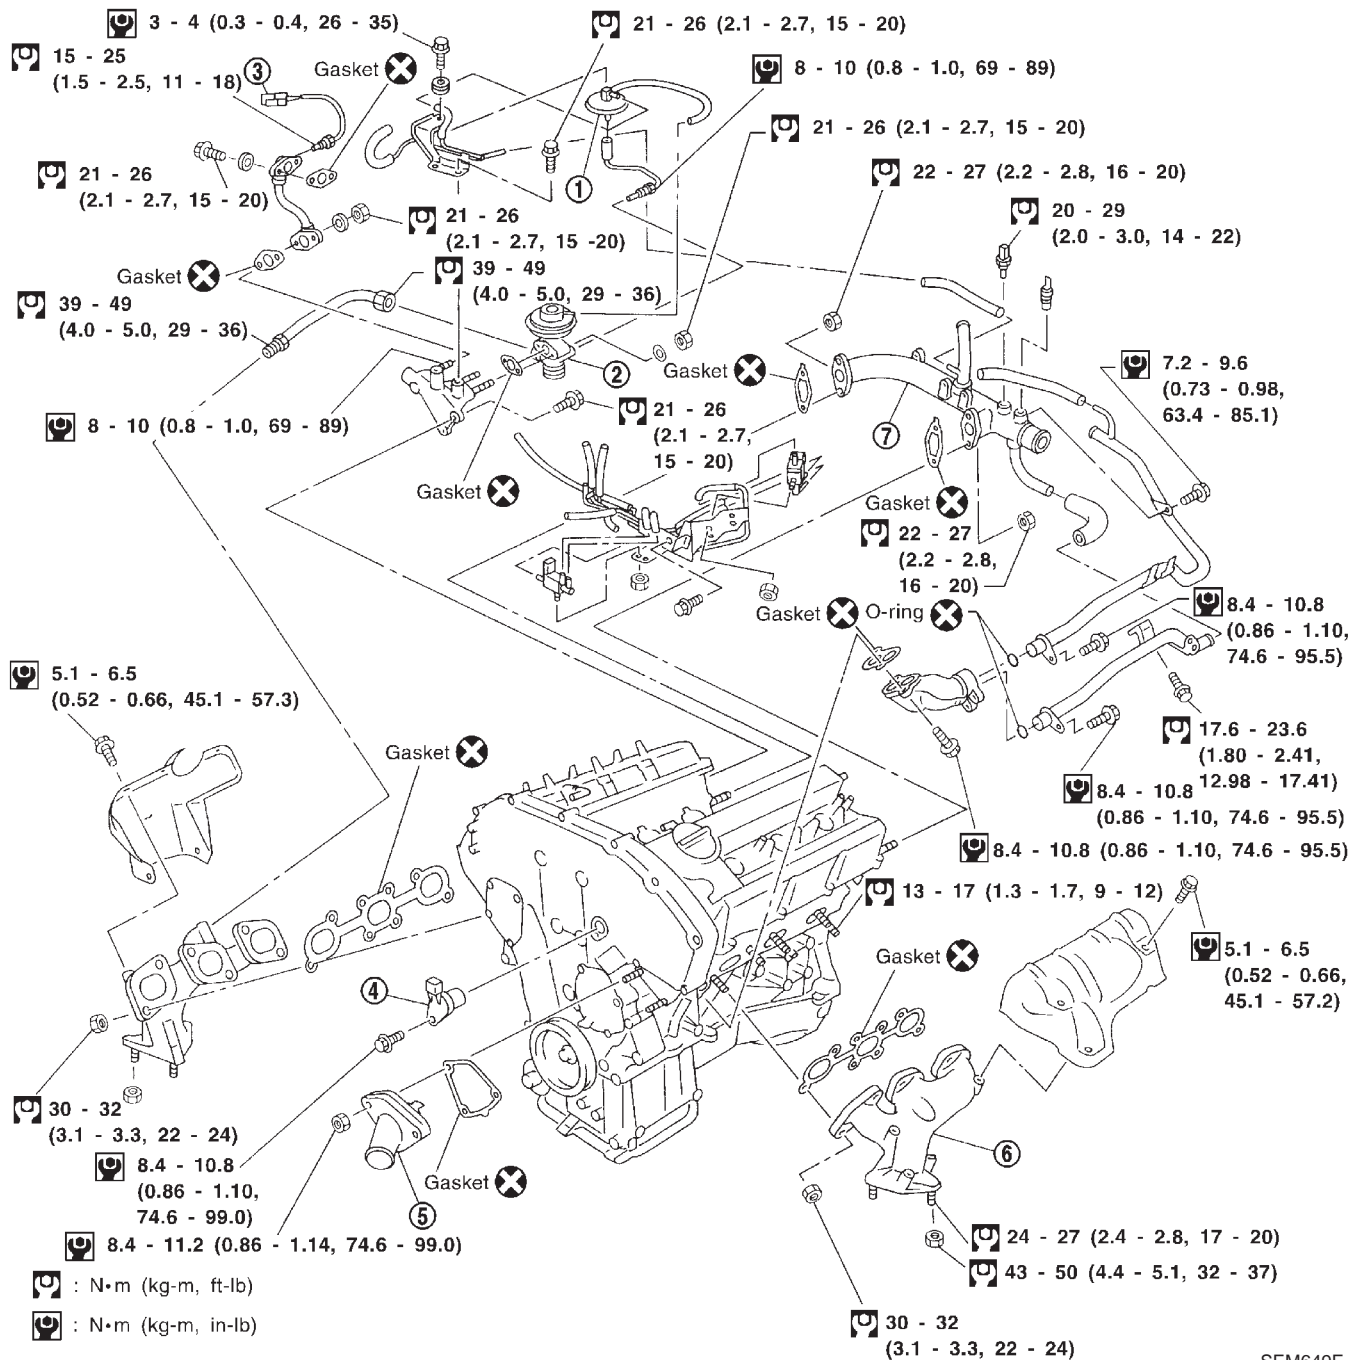 3 - 4 (0.3 - 0.4, 26 - 35)
21 - 26 (2.1 - 2.7, 15 - 20)
15 - 25
(1.5 - 2.5, 11 - 18)
3
Gasket
8 - 10 (0.8 - 1.0, 69 - 89)
21 - 26 (2.1 - 2.7, 15 - 20)
21 - 26
(2.1 - 2.7, 15 - 20)
1
22 - 27 (2.2 - 2.8, 16 - 20)
20 - 29
(2.0 - 3.0, 14 - 22)
21 - 26
(2.1 - 2.7, 15 -20)
Gasket
39 - 49
(4.0 - 5.0, 29 - 36)
39 - 49
(4.0 - 5.0, 29 - 36)
2
Gasket
7.2 - 9.6
(0.73 - 0.98,
63.4 - 85.1)
8 - 10 (0.8 - 1.0, 69 - 89)
21 - 26
(2.1 - 2.7,
15 - 20)
7
Gasket
Gasket
22 - 27
(2.2 - 2.8,
16 - 20)
Gasket
O-ring
8.4 - 10.8
(0.86 - 1.10,
74.6 - 95.5)
5.1 - 6.5
(0.52 - 0.66, 45.1 - 57.3)
17.6 - 23.6
(1.80 - 2.41,
12.98 - 17.41)
Gasket
8.4 - 10.8
(0.86 - 1.10, 74.6 - 95.5)
8.4 - 10.8 (0.86 - 1.10, 74.6 - 95.5)
13 - 17 (1.3 - 1.7, 9 - 12)
Gasket
5.1 - 6.5
(0.52 - 0.66,
45.1 - 57.2)
4
30 - 32
(3.1 - 3.3, 22 - 24)
8.4 - 10.8
(0.86 - 1.10,
74.6 - 99.0)
Gasket
5
6
8.4 - 11.2 (0.86 - 1.14, 74.6 - 99.0)
24 - 27 (2.4 - 2.8, 17 - 20)
43 - 50 (4.4 - 5.1, 32 - 37)
: N•m (kg-m, ft-lb)
: N•m (kg-m, in-lb)
30 - 32
(3.1 - 3.3, 22 - 24)